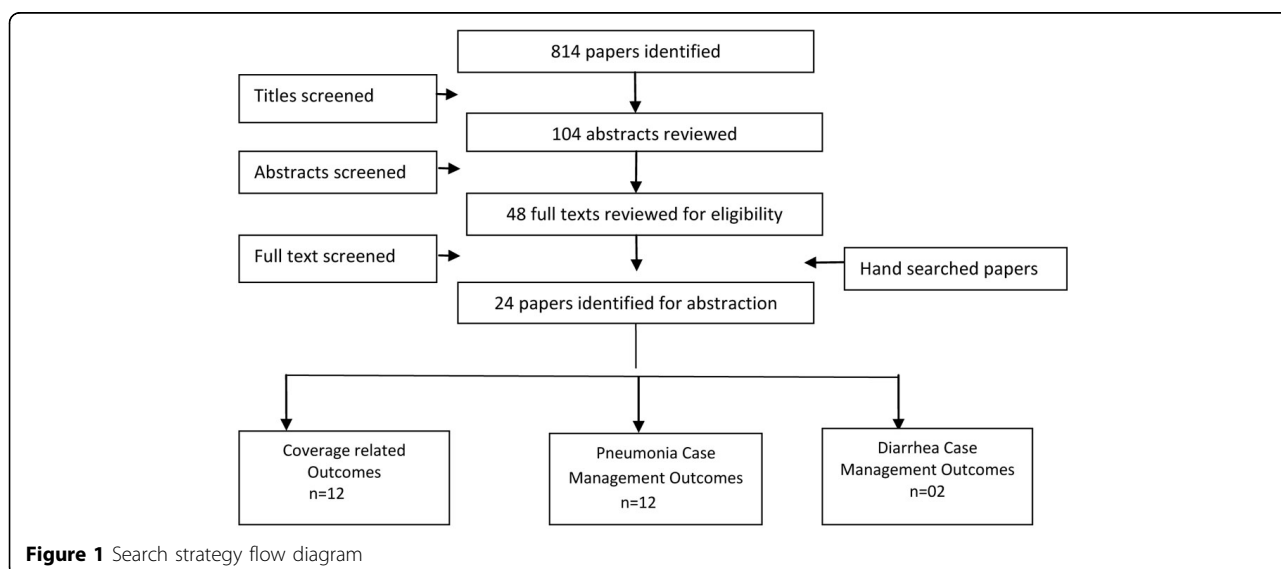 814 papers identified
Titles screened
104 abstracts reviewed
Abstracts screened
48 full texts reviewed for eligibility
Full text screened
Hand searched papers
24 papers identified for abstraction
Coverage related
Outcomes
n=12
Pneumonia Case
Management Outcomes
n=12
Diarrhea Case
Management Outcomes
n=02
Figure 1 Search strategy flow diagram